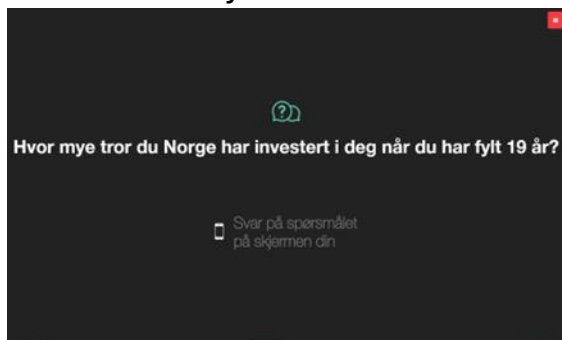 Hvor mye tror du Norge har investert i deg når du har fylt 19 år?
Svar på spørsmålet
på skjermen din